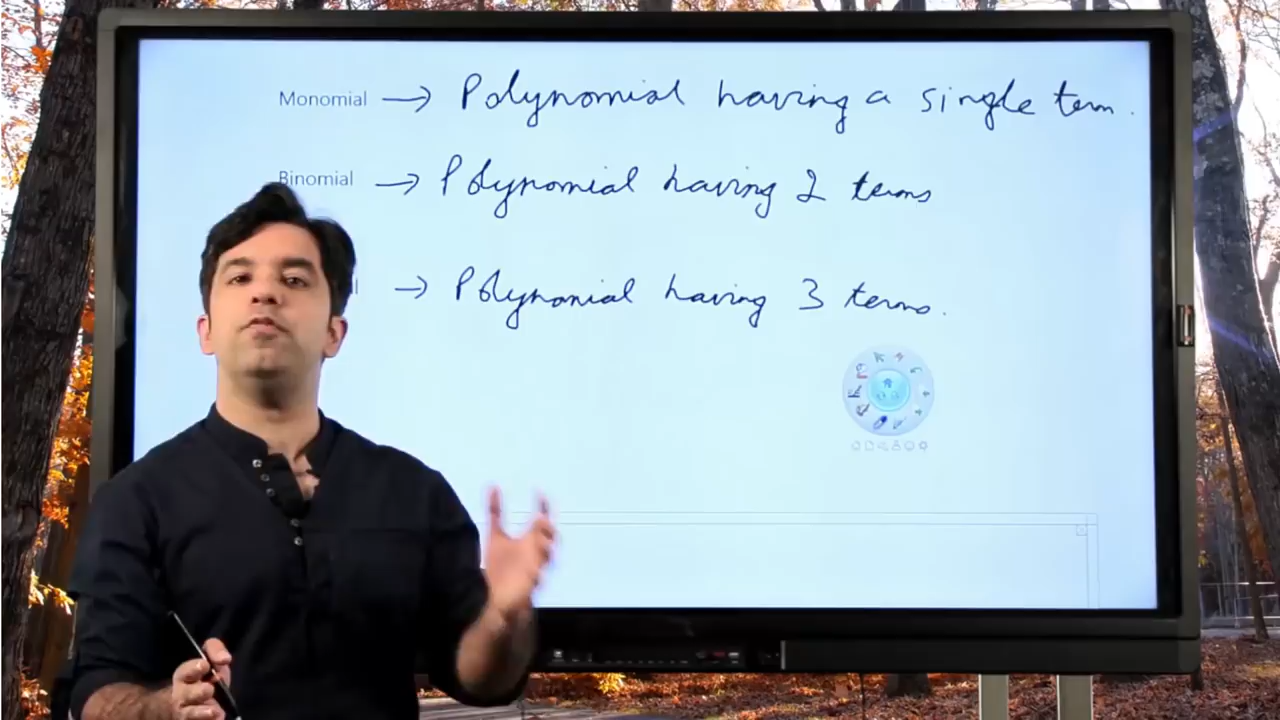 Monomial → Polynomial having a single term.
Binomial → Polynomial having 2 terms
→ Polynomial having 3 terms.